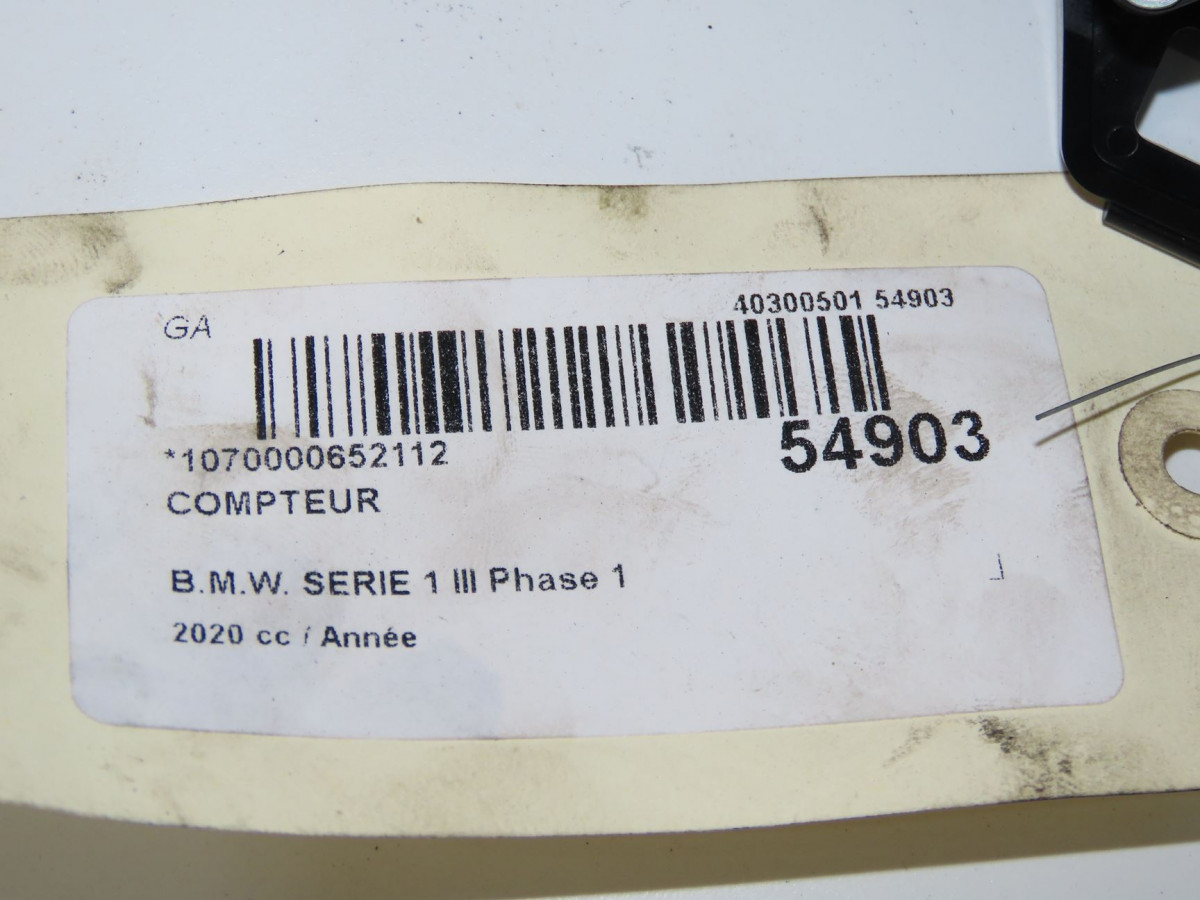 GA
40300501 54903
*1070000652112
54903
COMPTEUR
B.M.W. SERIE 1 III Phase 1
2020 cc / Année